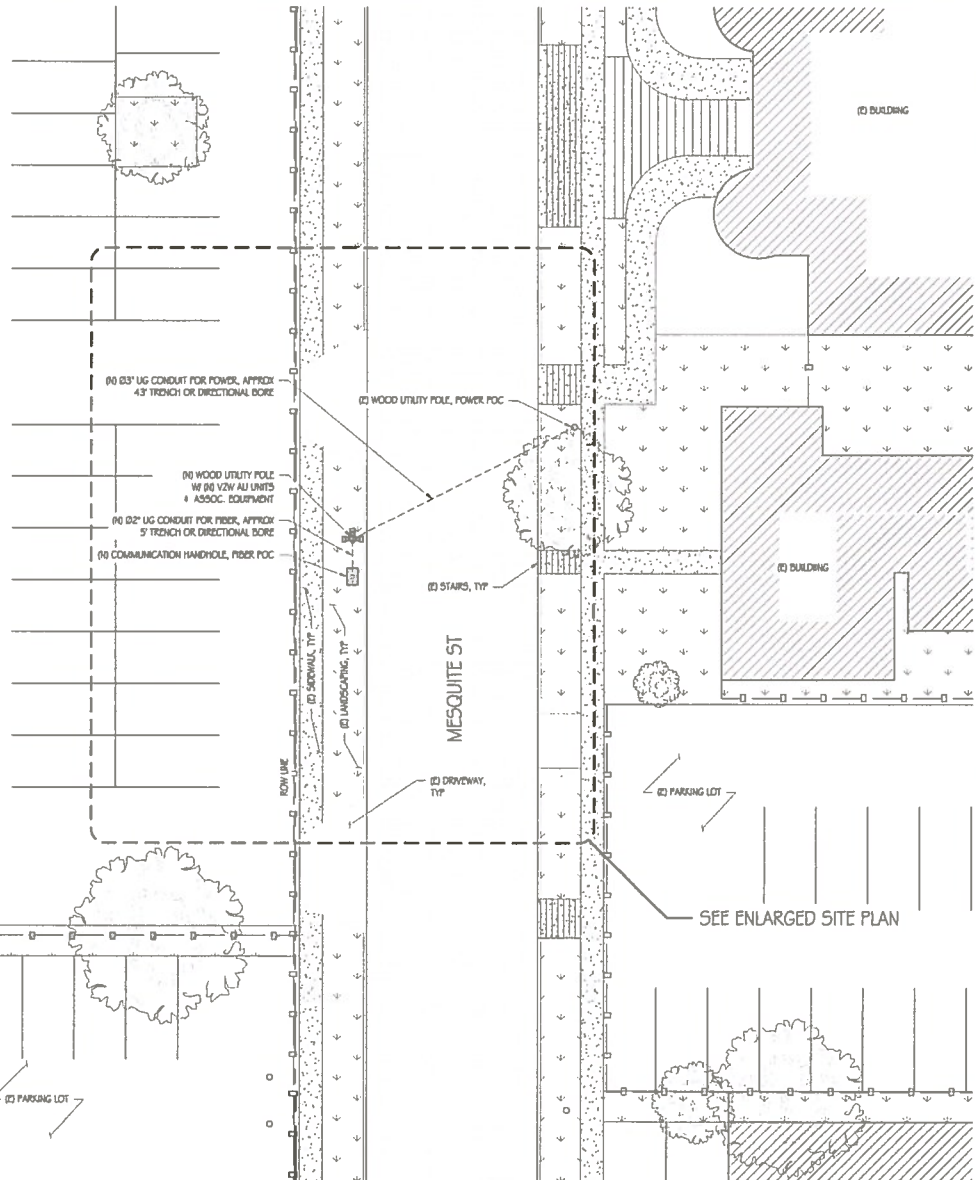 (E) BUILDING
(N) Ø3" UG CONDUIT FOR POWER, APPROX
43' TRENCH OR DIRECTIONAL BORE
(E) WOOD UTILITY POLE, POWER POC
(N) WOOD UTILITY POLE
W/ (N) VZW AU UNITS
& ASSOC. EQUIPMENT
(N) Ø2" UG CONDUIT FOR FIBER, APPROX
5' TRENCH OR DIRECTIONAL BORE
(N) COMMUNICATION HANDHOLE, FIBER POC
(E) STAIRS, TYP
(E) BUILDING
(E) SIDEWALK, TYP
(E) LANDSCAPING, TYP
MESQUITE ST
ROW LINE
(E) DRIVEWAY,
TYP
(E) PARKING LOT
SEE ENLARGED SITE PLAN
(E) PARKING LOT